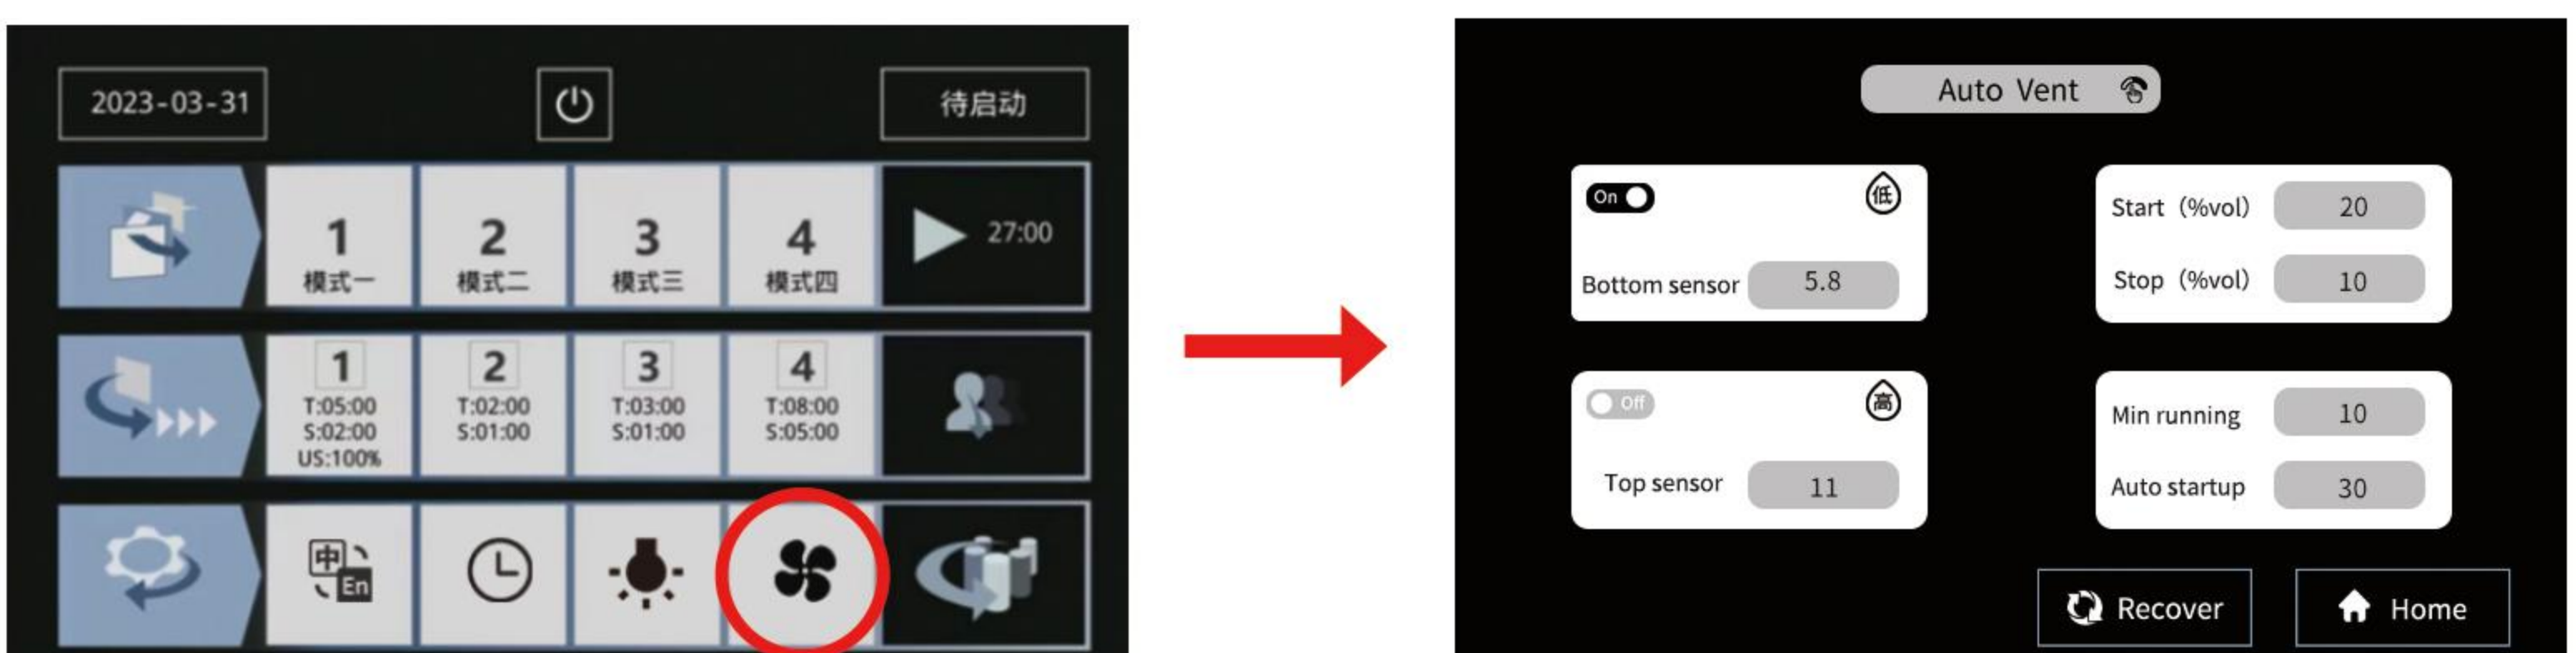 2023-03-31
待启动
1
模式一
2
模式二
3
模式三
4
模式四
27:00
1
T:05:00
S:02:00
US:100%
2
T:02:00
S:01:00
3
T:03:00
S:01:00
4
T:08:00
S:05:00
中
En
Auto Vent
On
低
Bottom sensor 5.8
Start (%vol) 20
Stop (%vol) 10
Off
高
Top sensor 11
Min running 10
Auto startup 30
Recover
Home